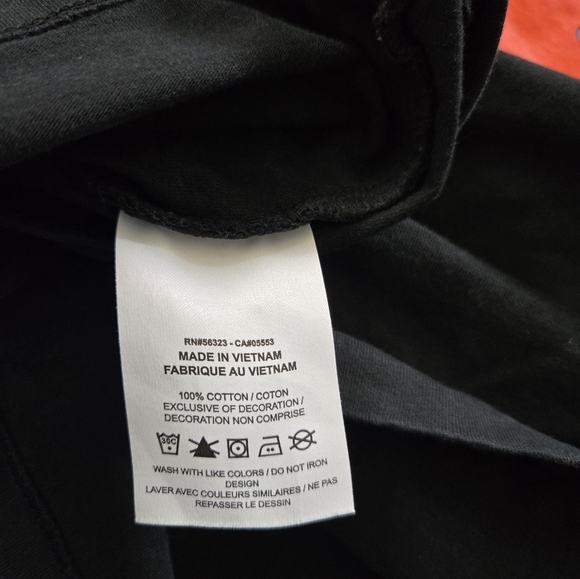 RN#56323 - CA#05553
MADE IN VIETNAM
FABRIQUE AU VIETNAM
100% COTTON / COTON
EXCLUSIVE OF DECORATION /
DECORATION NON COMPRISE
30C
WASH WITH LIKE COLORS / DO NOT IRON
DESIGN
LAVER AVEC COULEURS SIMILAIRES / NE PAS
REPASSER LE DESSIN